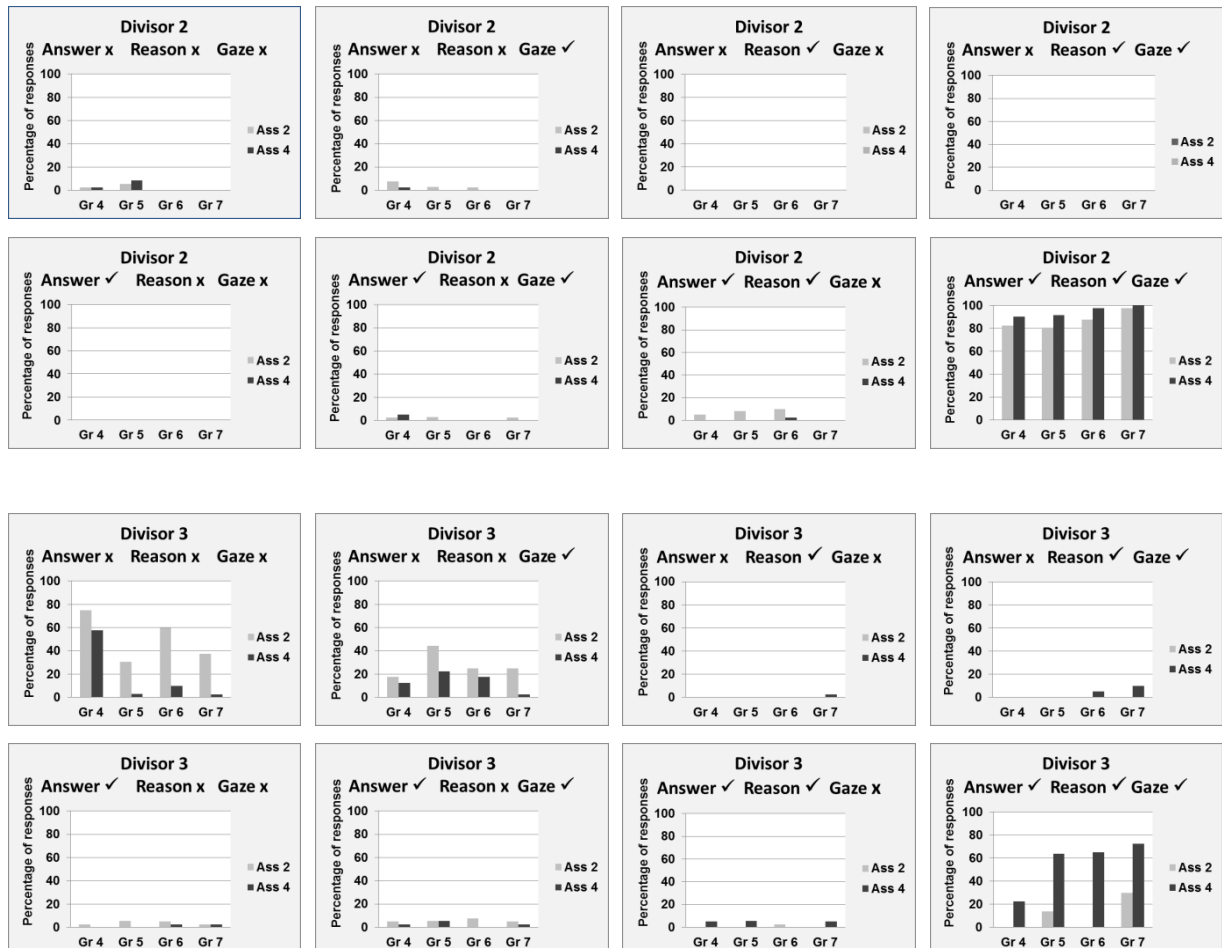 Divisor 2
Answer x Reason x Gaze x
Percentage of responses
100
80
60
40
20
0
Gr 4 Gr 5 Gr 6 Gr 7
Ass 2
Ass 4
Divisor 2
Answer x Reason x Gaze ✓
Percentage of responses
100
80
60
40
20
0
Gr 4 Gr 5 Gr 6 Gr 7
Ass 2
Ass 4
Divisor 2
Answer x Reason ✓ Gaze x
Percentage of responses
100
80
60
40
20
0
Gr 4 Gr 5 Gr 6 Gr 7
Ass 2
Ass 4
Divisor 2
Answer x Reason ✓ Gaze ✓
Percentage of responses
100
80
60
40
20
0
Gr 4 Gr 5 Gr 6 Gr 7
Ass 2
Ass 4
Divisor 2
Answer ✓ Reason x Gaze x
Percentage of responses
100
80
60
40
20
0
Gr 4 Gr 5 Gr 6 Gr 7
Ass 2
Ass 4
Divisor 2
Answer ✓ Reason x Gaze ✓
Percentage of responses
100
80
60
40
20
0
Gr 4 Gr 5 Gr 6 Gr 7
Ass 2
Ass 4
Divisor 2
Answer ✓ Reason ✓ Gaze x
Percentage of responses
100
80
60
40
20
0
Gr 4 Gr 5 Gr 6 Gr 7
Ass 2
Ass 4
Divisor 2
Answer ✓ Reason ✓ Gaze ✓
Percentage of responses
100
80
60
40
20
0
Gr 4 Gr 5 Gr 6 Gr 7
Ass 2
Ass 4
Divisor 3
Answer x Reason x Gaze x
Percentage of responses
100
80
60
40
20
0
Gr 4 Gr 5 Gr 6 Gr 7
Ass 2
Ass 4
Divisor 3
Answer x Reason x Gaze ✓
Percentage of responses
100
80
60
40
20
0
Gr 4 Gr 5 Gr 6 Gr 7
Ass 2
Ass 4
Divisor 3
Answer x Reason ✓ Gaze x
Percentage of responses
100
80
60
40
20
0
Gr 4 Gr 5 Gr 6 Gr 7
Ass 2
Ass 4
Divisor 3
Answer x Reason ✓ Gaze ✓
Percentage of responses
100
80
60
40
20
0
Gr 4 Gr 5 Gr 6 Gr 7
Ass 2
Ass 4
Divisor 3
Answer ✓ Reason x Gaze x
Percentage of responses
100
80
60
40
20
0
Gr 4 Gr 5 Gr 6 Gr 7
Ass 2
Ass 4
Divisor 3
Answer ✓ Reason x Gaze ✓
Percentage of responses
100
80
60
40
20
0
Gr 4 Gr 5 Gr 6 Gr 7
Ass 2
Ass 4
Divisor 3
Answer ✓ Reason ✓ Gaze x
Percentage of responses
100
80
60
40
20
0
Gr 4 Gr 5 Gr 6 Gr 7
Ass 2
Ass 4
Divisor 3
Answer ✓ Reason ✓ Gaze ✓
Percentage of responses
100
80
60
40
20
0
Gr 4 Gr 5 Gr 6 Gr 7
Ass 2
Ass 4